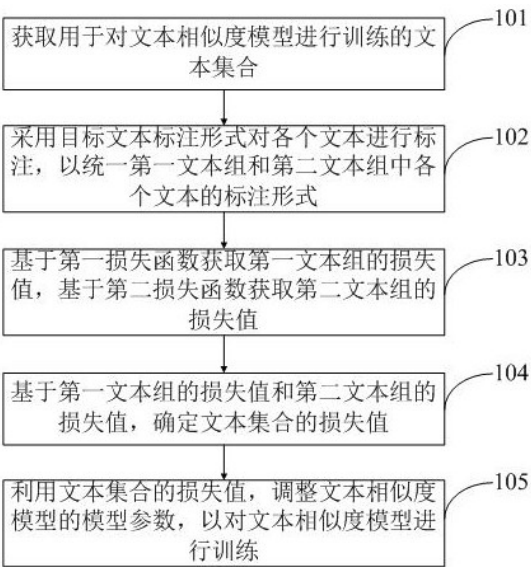 101
获取用于对文本相似度模型进行训练的文
本集合
102
采用目标文本标注形式对各个文本进行标
注，以统一第一文本组和第二文本组中各
个文本的标注形式
103
基于第一损失函数获取第一文本组的损失
值，基于第二损失函数获取第二文本组的
损失值
104
基于第一文本组的损失值和第二文本组的
损失值，确定文本集合的损失值
105
利用文本集合的损失值，调整文本相似度
模型的模型参数，以对文本相似度模型进
行训练